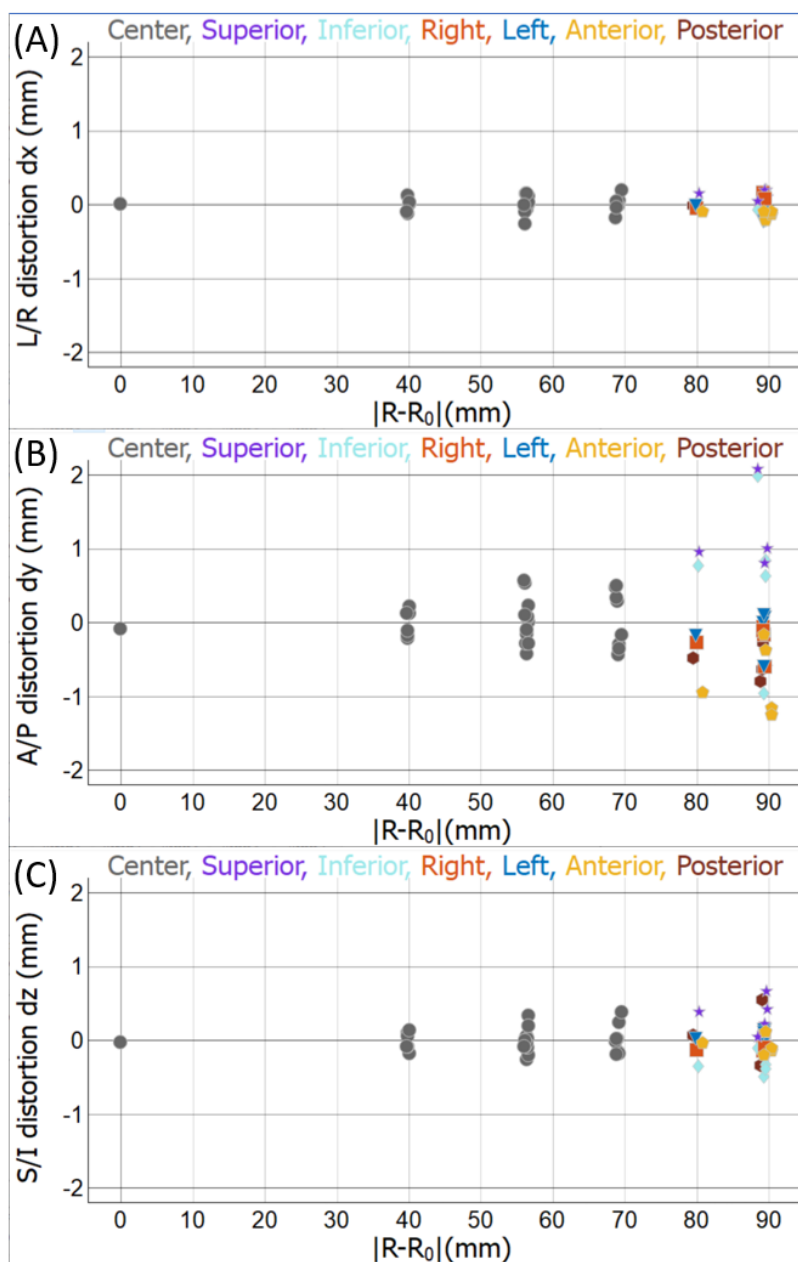 (A) Center, Superior, Inferior, Right, Left, Anterior, Posterior
L/R distortion dx (mm)
2
1
0
-1
-2
0 10 20 30 40 50 60 70 80 90
|R-R₀|(mm)
(B) Center, Superior, Inferior, Right, Left, Anterior, Posterior
A/P distortion dy (mm)
2
1
0
-1
-2
0 10 20 30 40 50 60 70 80 90
|R-R₀|(mm)
(C) Center, Superior, Inferior, Right, Left, Anterior, Posterior
S/I distortion dz (mm)
2
1
0
-1
-2
0 10 20 30 40 50 60 70 80 90
|R-R₀|(mm)